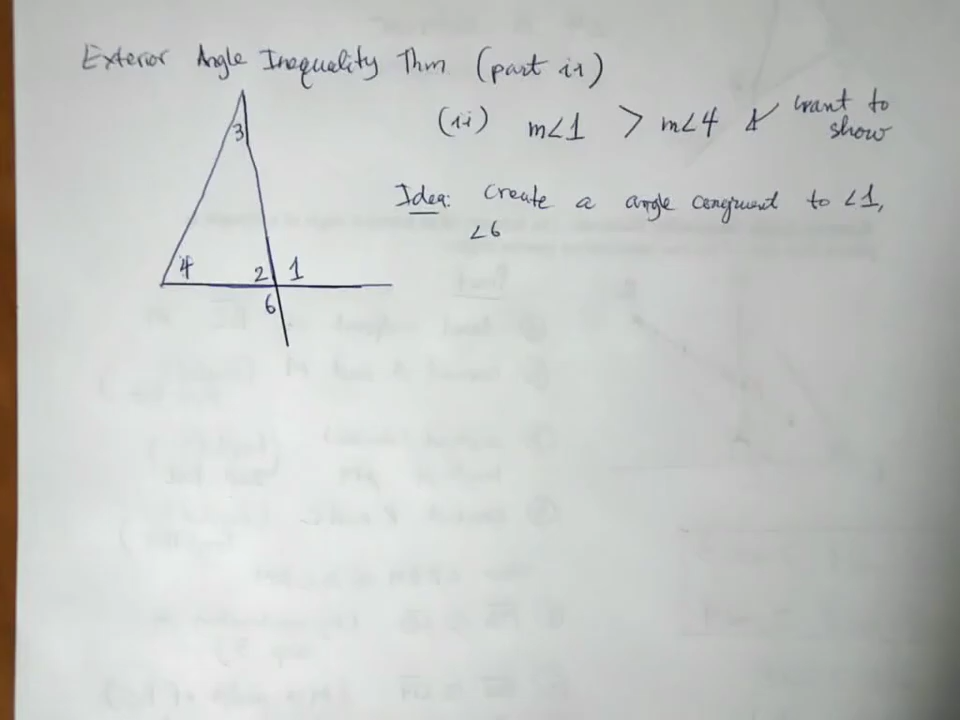 Exterior Angle Inequality Thm (part ii)
3
(ii) m∠1 > m∠4 ← want to
show
Idea: Create a angle congruent to ∠1,
∠6
4 2 1
6